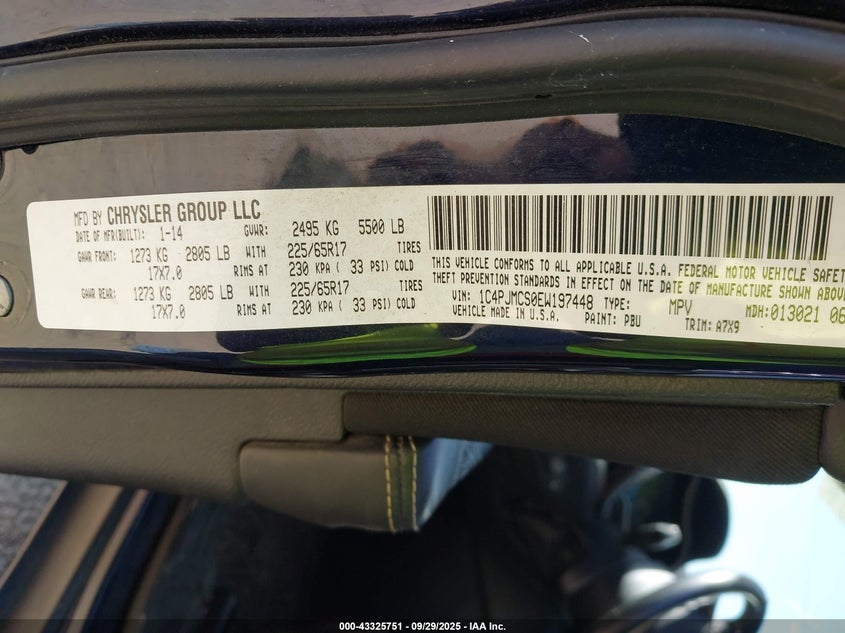 MFD BY CHRYSLER GROUP LLC
DATE OF MFR(BUILT): 1-14 GVWR: 2495 KG 5500 LB
GAWR FRONT: 1273 KG 2805 LB WITH 225/65R17 TIRES
17X7.0 RIMS AT 230 KPA ( 33 PSI) COLD
GAWR REAR: 1273 KG 2805 LB WITH 225/65R17 TIRES
17X7.0 RIMS AT 230 KPA ( 33 PSI) COLD
THIS VEHICLE CONFORMS TO ALL APPLICABLE U.S.A. FEDERAL MOTOR VEHICLE SAFETY
THEFT PREVENTION STANDARDS IN EFFECT ON THE DATE OF MANUFACTURE SHOWN ABOVE
VIN: 1C4PJMCS0EW197448 TYPE: MPV MDH: 013021 06
VEHICLE MADE IN U.S.A. PAINT: PBU TRIM: A7X9
000-43325751 | 09/29/2025 | IAA Inc.